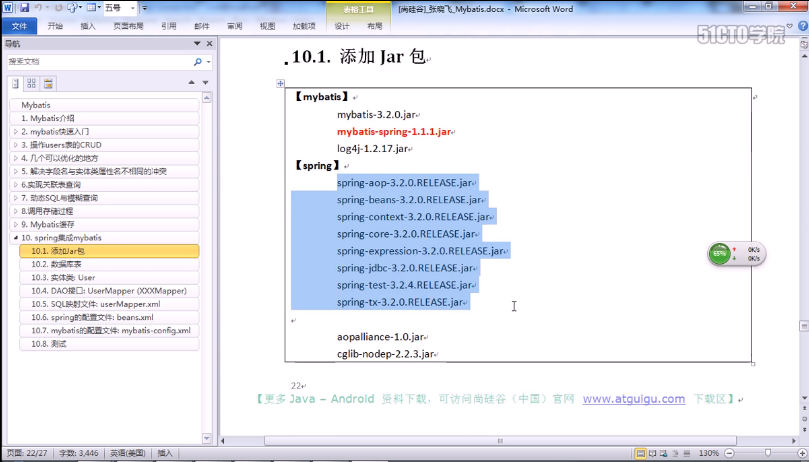 [尚硅谷]_张晓飞_Mybatis.docx - Microsoft Word
表格工具
五号
文件 开始 插入 页面布局 引用 邮件 审阅 视图 加载项 设计 布局
51CTO学院
导航
搜索文档
Mybatis
1. Mybatis介绍
2. mybatis快速入门
3. 操作users表的CRUD
4. 几个可以优化的地方
5. 解决字段名与实体类属性名不相同的冲突
6.实现关联表查询
7. 动态SQL与模糊查询
8.调用存储过程
9. Mybatis缓存
10. spring集成mybatis
10.1. 添加Jar包
10.2. 数据库表
10.3. 实体类: User
10.4. DAO接口: UserMapper (XXXMapper)
10.5. SQL映射文件: userMapper.xml
10.6. spring的配置文件: beans.xml
10.7. mybatis的配置文件: mybatis-config.xml
10.8. 测试
10.1. 添加 Jar 包
【mybatis】
mybatis-3.2.0.jar
mybatis-spring-1.1.1.jar
log4j-1.2.17.jar
【spring】
spring-aop-3.2.0.RELEASE.jar
spring-beans-3.2.0.RELEASE.jar
spring-context-3.2.0.RELEASE.jar
spring-core-3.2.0.RELEASE.jar
spring-expression-3.2.0.RELEASE.jar
spring-jdbc-3.2.0.RELEASE.jar
spring-test-3.2.4.RELEASE.jar
spring-tx-3.2.0.RELEASE.jar
aopalliance-1.0.jar
cglib-nodep-2.2.3.jar
65%
0K/s
0K/s
22
【更多 Java – Android 资料下载，可访问尚硅谷（中国）官网 www.atguigu.com 下载区】
页面: 22/27 字数: 3,446 英语(美国) 插入 130%